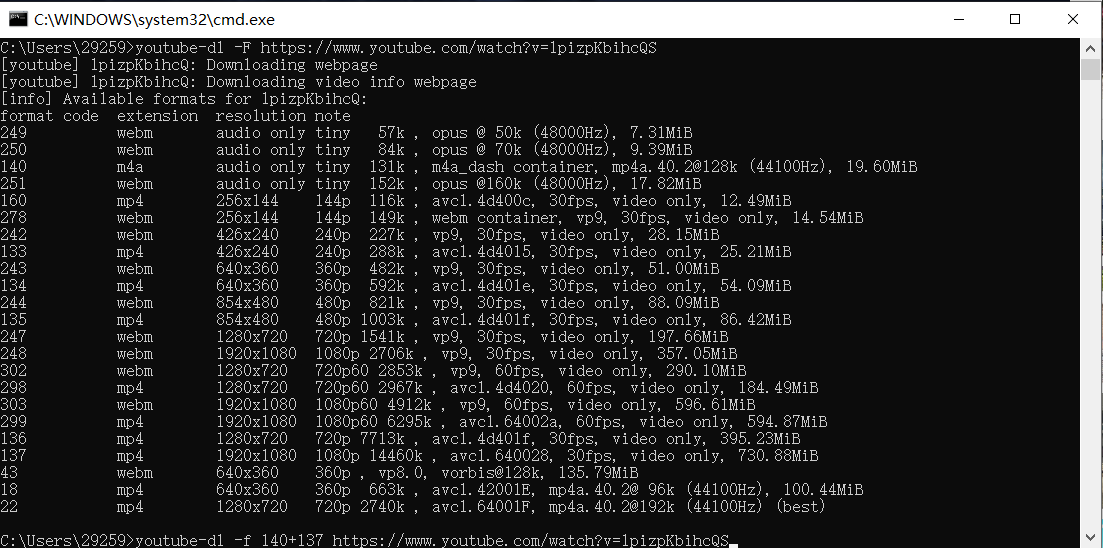 C:\WINDOWS\system32\cmd.exe
C:\Users\29259>youtube-dl -F https://www.youtube.com/watch?v=lpizpKbihcQS
[youtube] lpizpKbihcQ: Downloading webpage
[youtube] lpizpKbihcQ: Downloading video info webpage
[info] Available formats for lpizpKbihcQ:
format code  extension  resolution note
249          webm       audio only tiny   57k , opus @ 50k (48000Hz), 7.31MiB
250          webm       audio only tiny   84k , opus @ 70k (48000Hz), 9.39MiB
140          m4a        audio only tiny  131k , m4a_dash container, mp4a.40.2@128k (44100Hz), 19.60MiB
251          webm       audio only tiny  152k , opus @160k (48000Hz), 17.82MiB
160          mp4        256x144    144p  116k , avc1.4d400c, 30fps, video only, 12.49MiB
278          webm       256x144    144p  149k , webm container, vp9, 30fps, video only, 14.54MiB
242          webm       426x240    240p  227k , vp9, 30fps, video only, 28.15MiB
133          mp4        426x240    240p  288k , avc1.4d4015, 30fps, video only, 25.21MiB
243          webm       640x360    360p  482k , vp9, 30fps, video only, 51.00MiB
134          mp4        640x360    360p  592k , avc1.4d401e, 30fps, video only, 54.09MiB
244          webm       854x480    480p  821k , vp9, 30fps, video only, 88.09MiB
135          mp4        854x480    480p 1003k , avc1.4d401f, 30fps, video only, 86.42MiB
247          webm       1280x720   720p 1541k , vp9, 30fps, video only, 197.66MiB
248          webm       1920x1080  1080p 2706k , vp9, 30fps, video only, 357.05MiB
302          webm       1280x720   720p60 2853k , vp9, 60fps, video only, 290.10MiB
298          mp4        1280x720   720p60 2967k , avc1.4d4020, 60fps, video only, 184.49MiB
303          webm       1920x1080  1080p60 4912k , vp9, 60fps, video only, 596.61MiB
299          mp4        1920x1080  1080p60 6295k , avc1.64002a, 60fps, video only, 594.87MiB
136          mp4        1280x720   720p 7713k , avc1.4d401f, 30fps, video only, 395.23MiB
137          mp4        1920x1080  1080p 14460k , avc1.640028, 30fps, video only, 730.88MiB
43           webm       640x360    360p , vp8.0, vorbis@128k, 135.79MiB
18           mp4        640x360    360p  663k , avc1.42001E, mp4a.40.2@ 96k (44100Hz), 100.44MiB
22           mp4        1280x720   720p 2740k , avc1.64001F, mp4a.40.2@192k (44100Hz) (best)
C:\Users\29259>youtube-dl -f 140+137 https://www.youtube.com/watch?v=lpizpKbihcQS